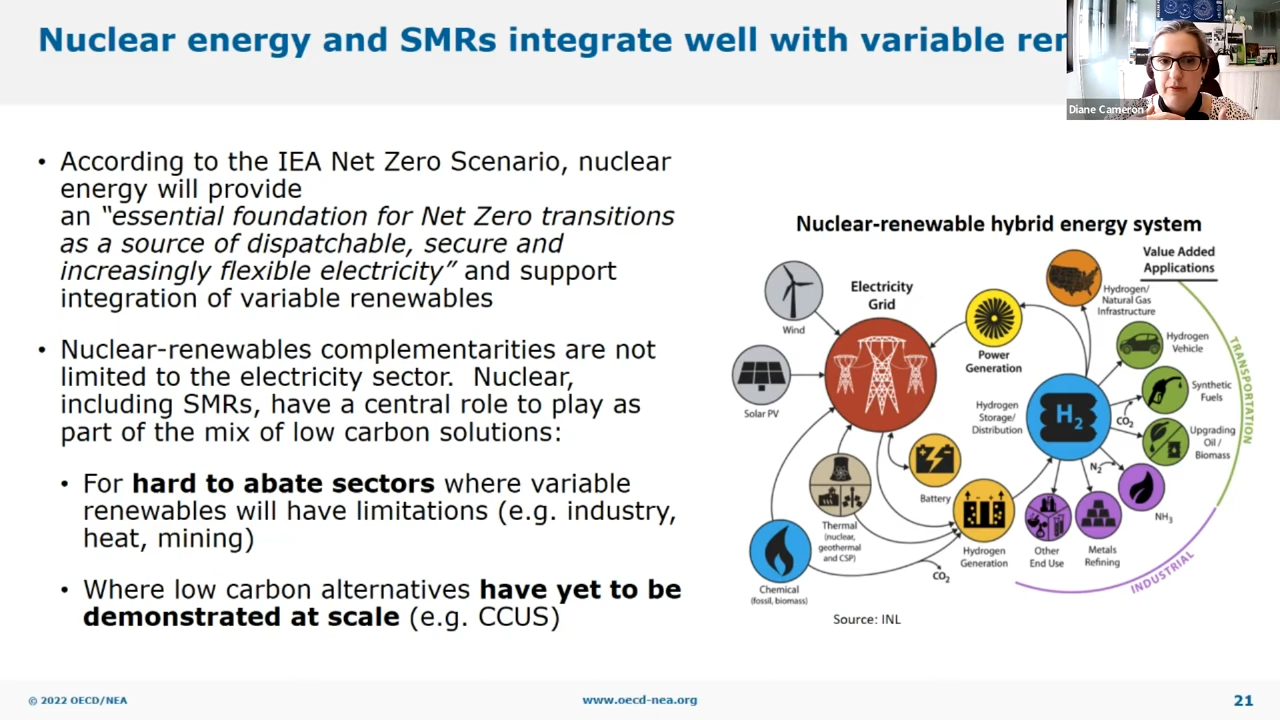 Nuclear energy and SMRs integrate well with variable
Diane Cameron
• According to the IEA Net Zero Scenario, nuclear
energy will provide
an “essential foundation for Net Zero transitions
as a source of dispatchable, secure and
increasingly flexible electricity” and support
integration of variable renewables
• Nuclear-renewables complementarities are not
limited to the electricity sector. Nuclear,
including SMRs, have a central role to play as
part of the mix of low carbon solutions:
• For hard to abate sectors where variable
renewables will have limitations (e.g. industry,
heat, mining)
• Where low carbon alternatives have yet to be
demonstrated at scale (e.g. CCUS)
Nuclear-renewable hybrid energy system
Value Added
Applications
Wind
Electricity
Grid
Solar PV
Power
Generation
Hydrogen/
Natural Gas
Infrastructure
Hydrogen
Vehicle
Synthetic
Fuels
Upgrading
Oil /
Biomass
TRANSPORTATION
Hydrogen
Storage/
Distribution
H2
CO2
N2
NH3
Battery
Thermal
(nuclear,
geothermal
and CSP)
Hydrogen
Generation
Other
End Use
Metals
Refining
INDUSTRIAL
Chemical
(fossil, biomass)
CO2
Source: INL
© 2022 OECD/NEA
www.oecd-nea.org
21